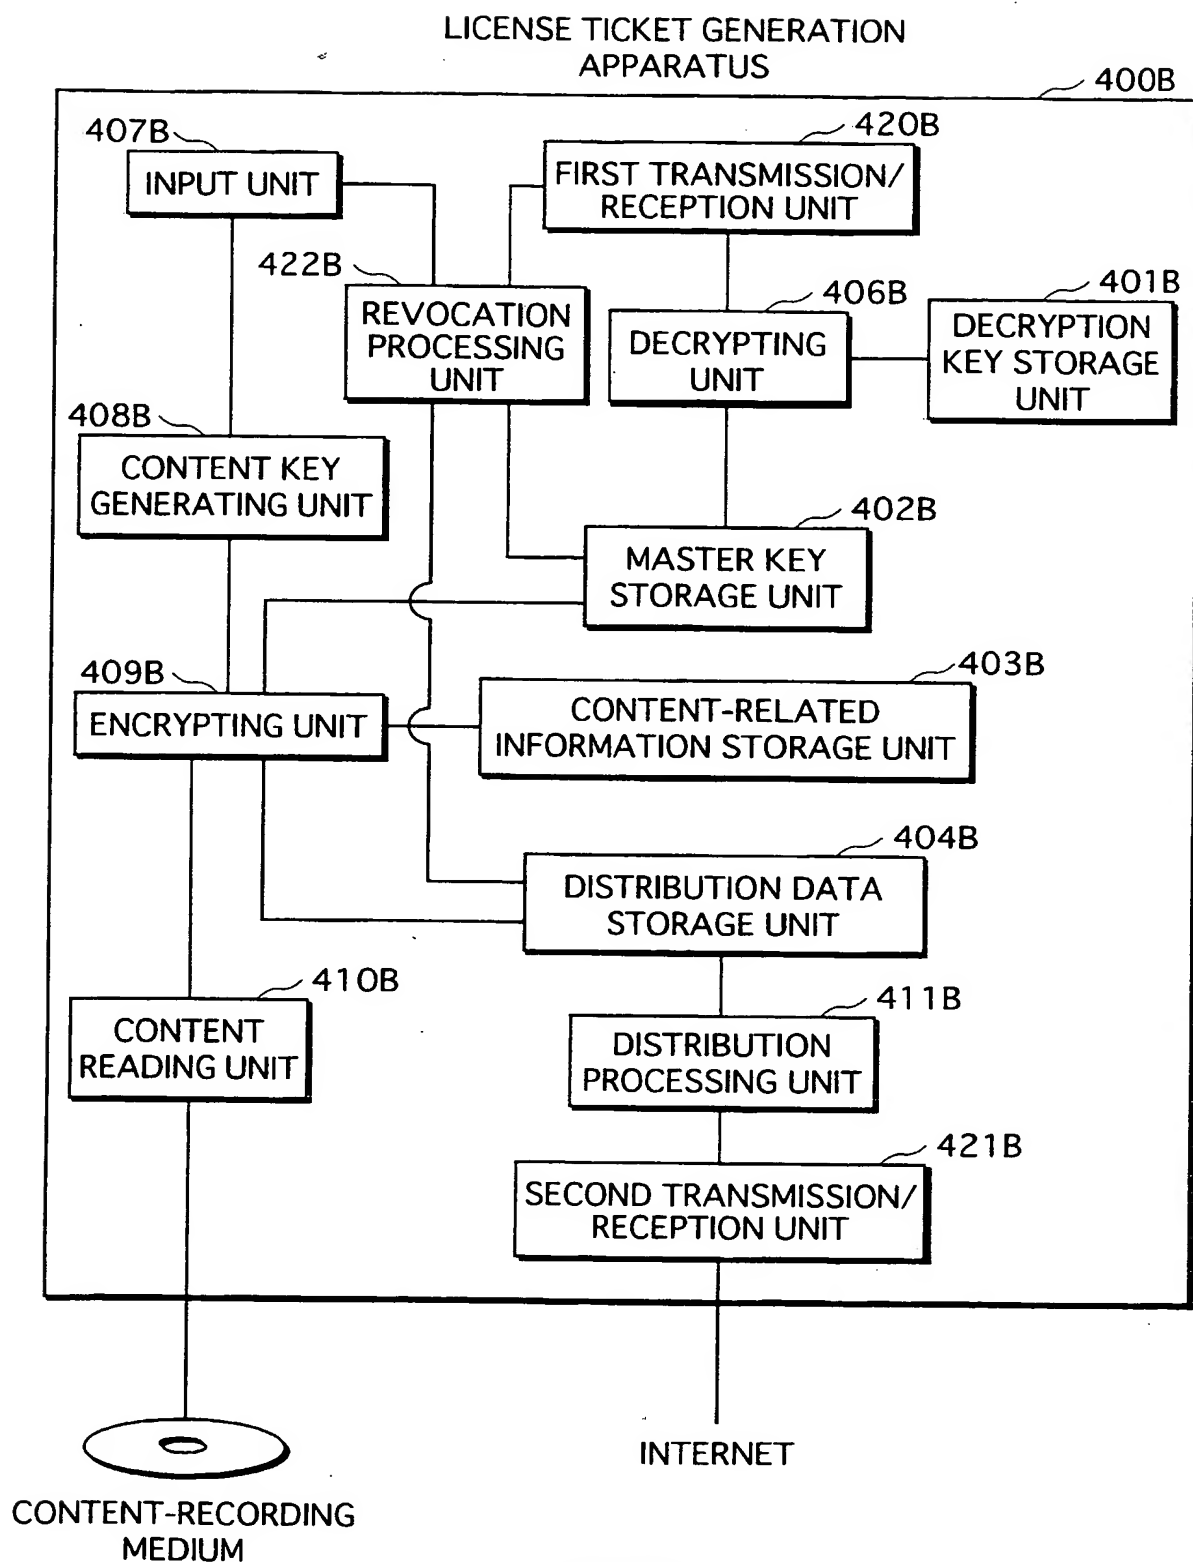 LICENSE TICKET GENERATION
APPARATUS
400B
407B
INPUT UNIT
420B
FIRST TRANSMISSION/
RECEPTION UNIT
422B
REVOCATION
PROCESSING
UNIT
406B
DECRYPTING
UNIT
401B
DECRYPTION
KEY STORAGE
UNIT
408B
CONTENT KEY
GENERATING UNIT
402B
MASTER KEY
STORAGE UNIT
409B
ENCRYPTING UNIT
403B
CONTENT-RELATED
INFORMATION STORAGE UNIT
404B
DISTRIBUTION DATA
STORAGE UNIT
410B
CONTENT
READING UNIT
411B
DISTRIBUTION
PROCESSING UNIT
421B
SECOND TRANSMISSION/
RECEPTION UNIT
INTERNET
CONTENT-RECORDING
MEDIUM